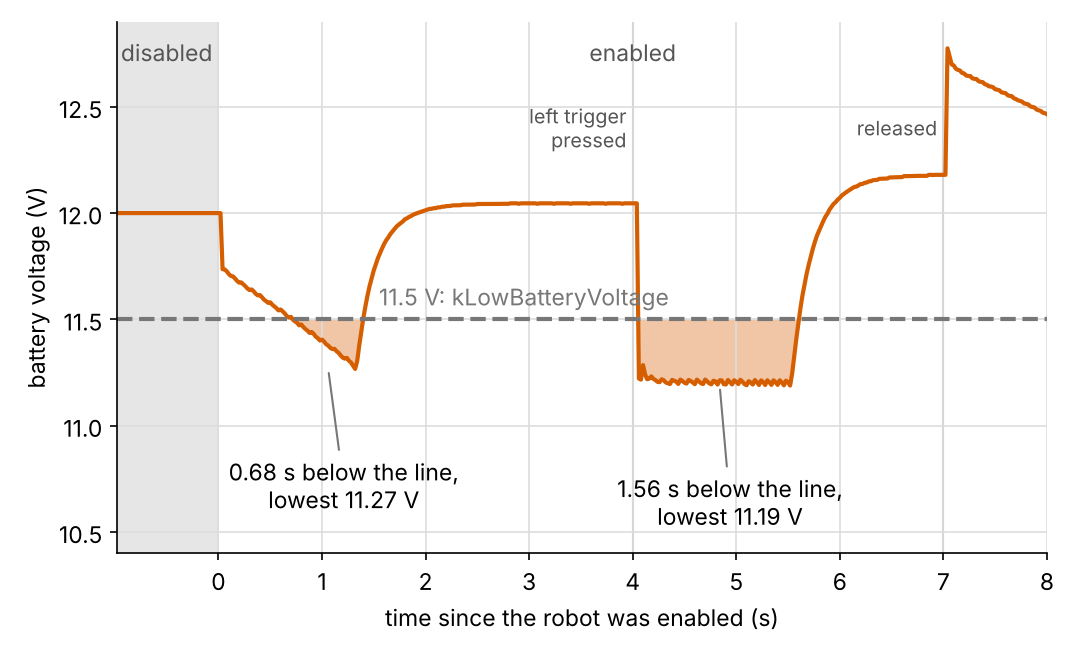 disabled
enabled
left trigger
pressed
released
11.5 V: kLowBatteryVoltage
0.68 s below the line,
lowest 11.27 V
1.56 s below the line,
lowest 11.19 V
battery voltage (V)
12.5
12.0
11.5
11.0
10.5
0 1 2 3 4 5 6 7 8
time since the robot was enabled (s)